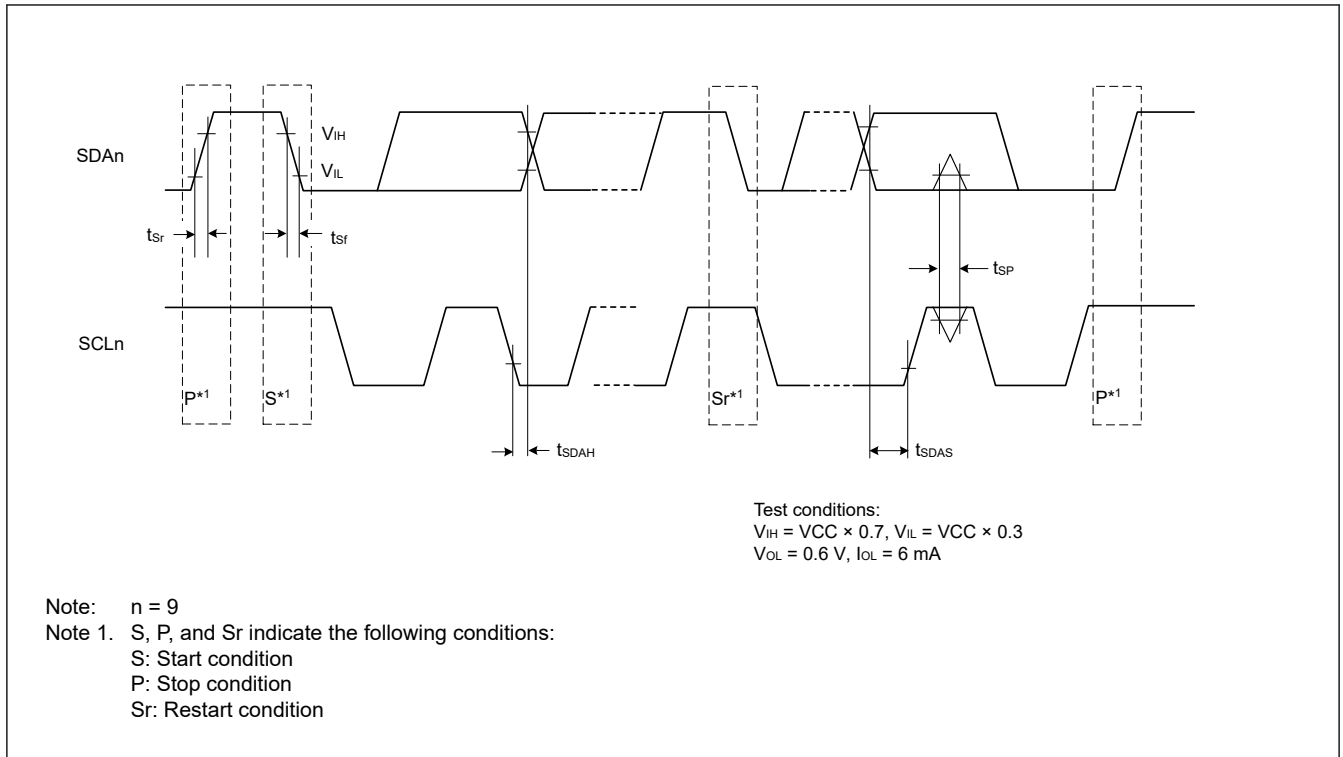 SDAn
VIH
VIL
tSr
tSf
tSP
SCLn
P*1
S*1
Sr*1
P*1
tSDAH
tSDAS
Test conditions:
VIH = VCC × 0.7, VIL = VCC × 0.3
VOL = 0.6 V, IOL = 6 mA
Note: n = 9
Note 1. S, P, and Sr indicate the following conditions:
S: Start condition
P: Stop condition
Sr: Restart condition